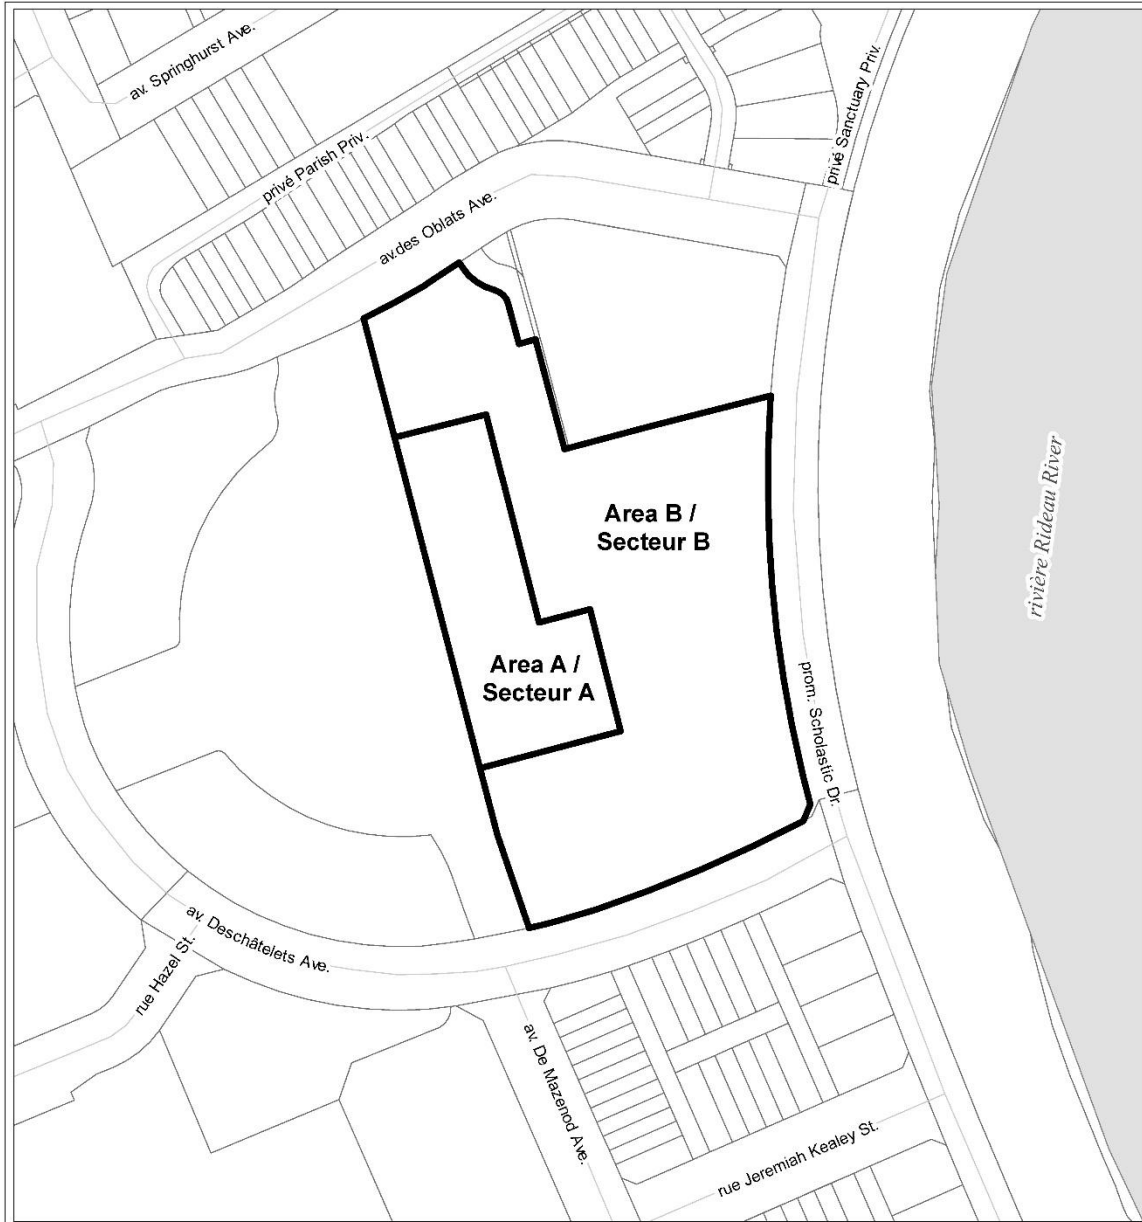 av. Springhurst Ave.
privé Parish Priv.
privé Sanctuary Priv.
av.des Oblats Ave.
Area B /
Secteur B
rivière Rideau River
Area A /
Secteur A
prom. Scholastic Dr.
av. Deschâtelets Ave.
rue Hazel St.
av. De Mazenod Ave.
rue Jeremiah Kealey St.